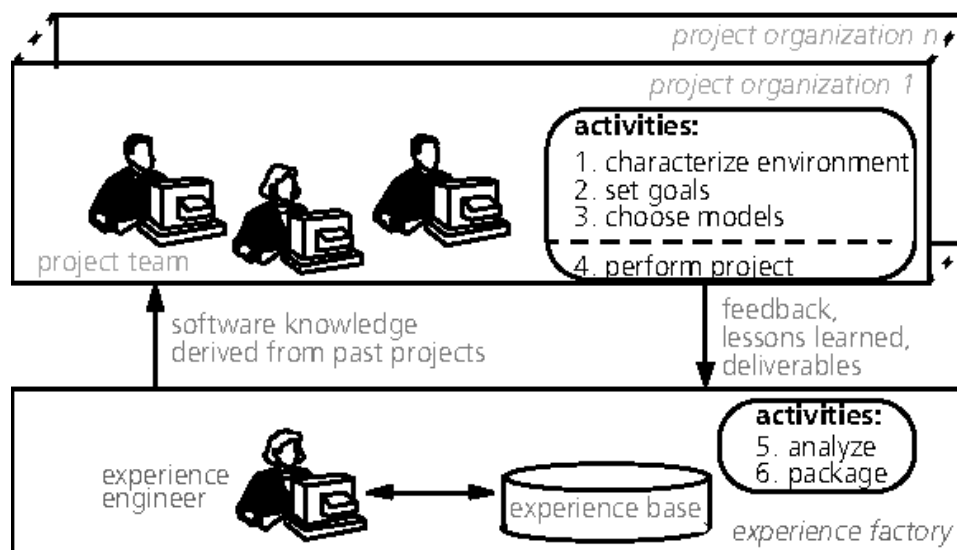 project organization n
project organization 1
activities:
1. characterize environment
2. set goals
3. choose models
4. perform project
project team
software knowledge
derived from past projects
feedback,
lessons learned,
deliverables
activities:
5. analyze
6. package
experience
engineer
experience base
experience factory